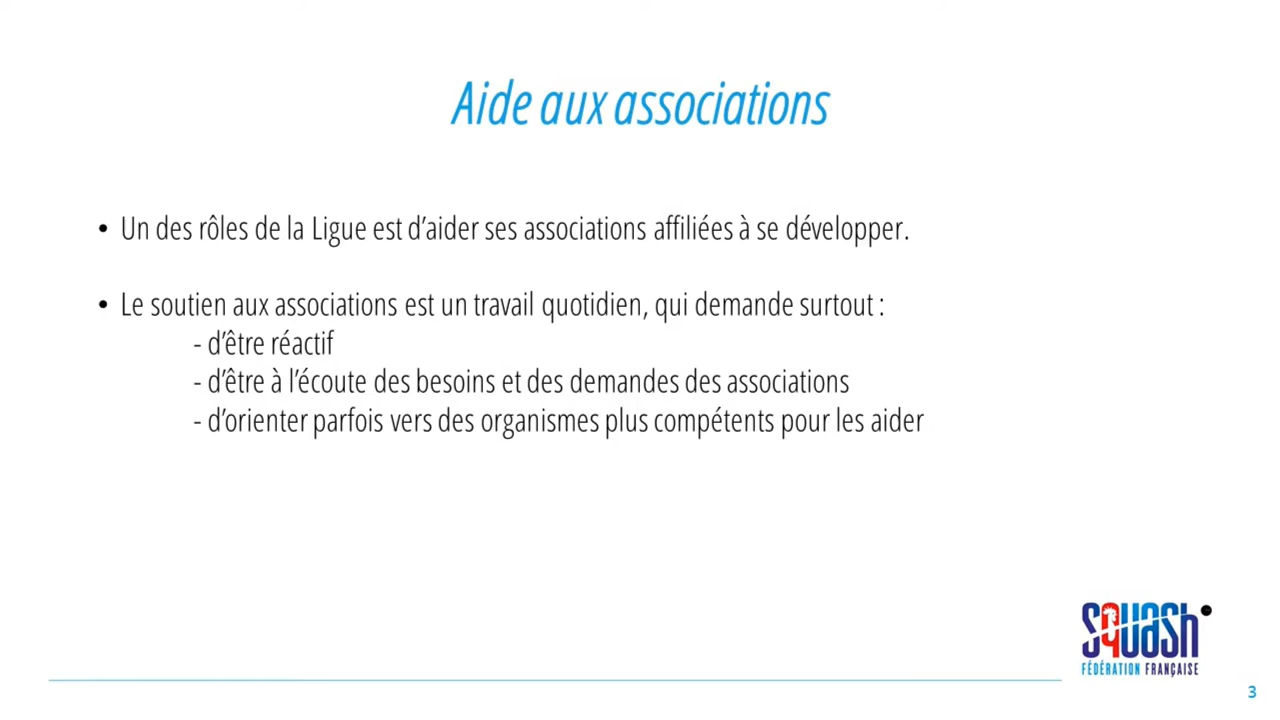 Aide aux associations
• Un des rôles de la Ligue est d’aider ses associations affiliées à se développer.
• Le soutien aux associations est un travail quotidien, qui demande surtout :
- d’être réactif
- d’être à l’écoute des besoins et des demandes des associations
- d’orienter parfois vers des organismes plus compétents pour les aider
squash
FÉDÉRATION FRANÇAISE
3